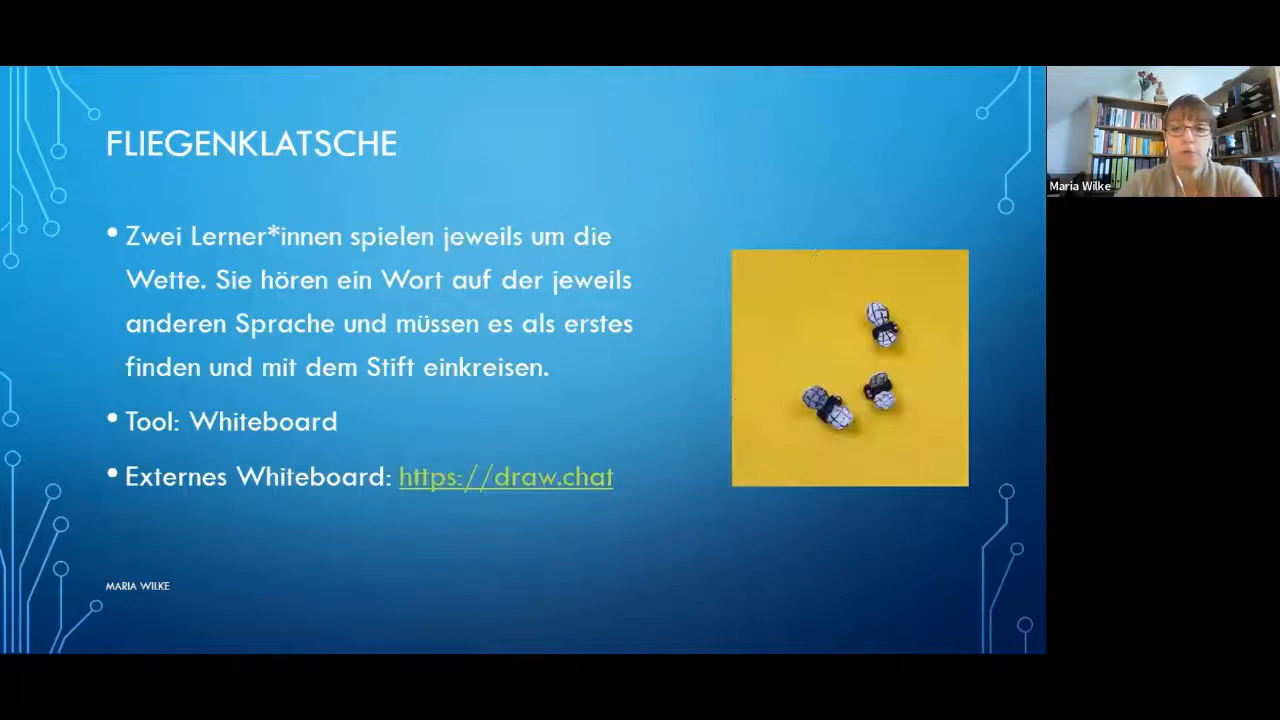 FLIEGENKLATSCHE
• Zwei Lerner*innen spielen jeweils um die
Wette. Sie hören ein Wort auf der jeweils
anderen Sprache und müssen es als erstes
finden und mit dem Stift einkreisen.
• Tool: Whiteboard
• Externes Whiteboard: https://draw.chat
MARIA WILKE
Maria Wilke